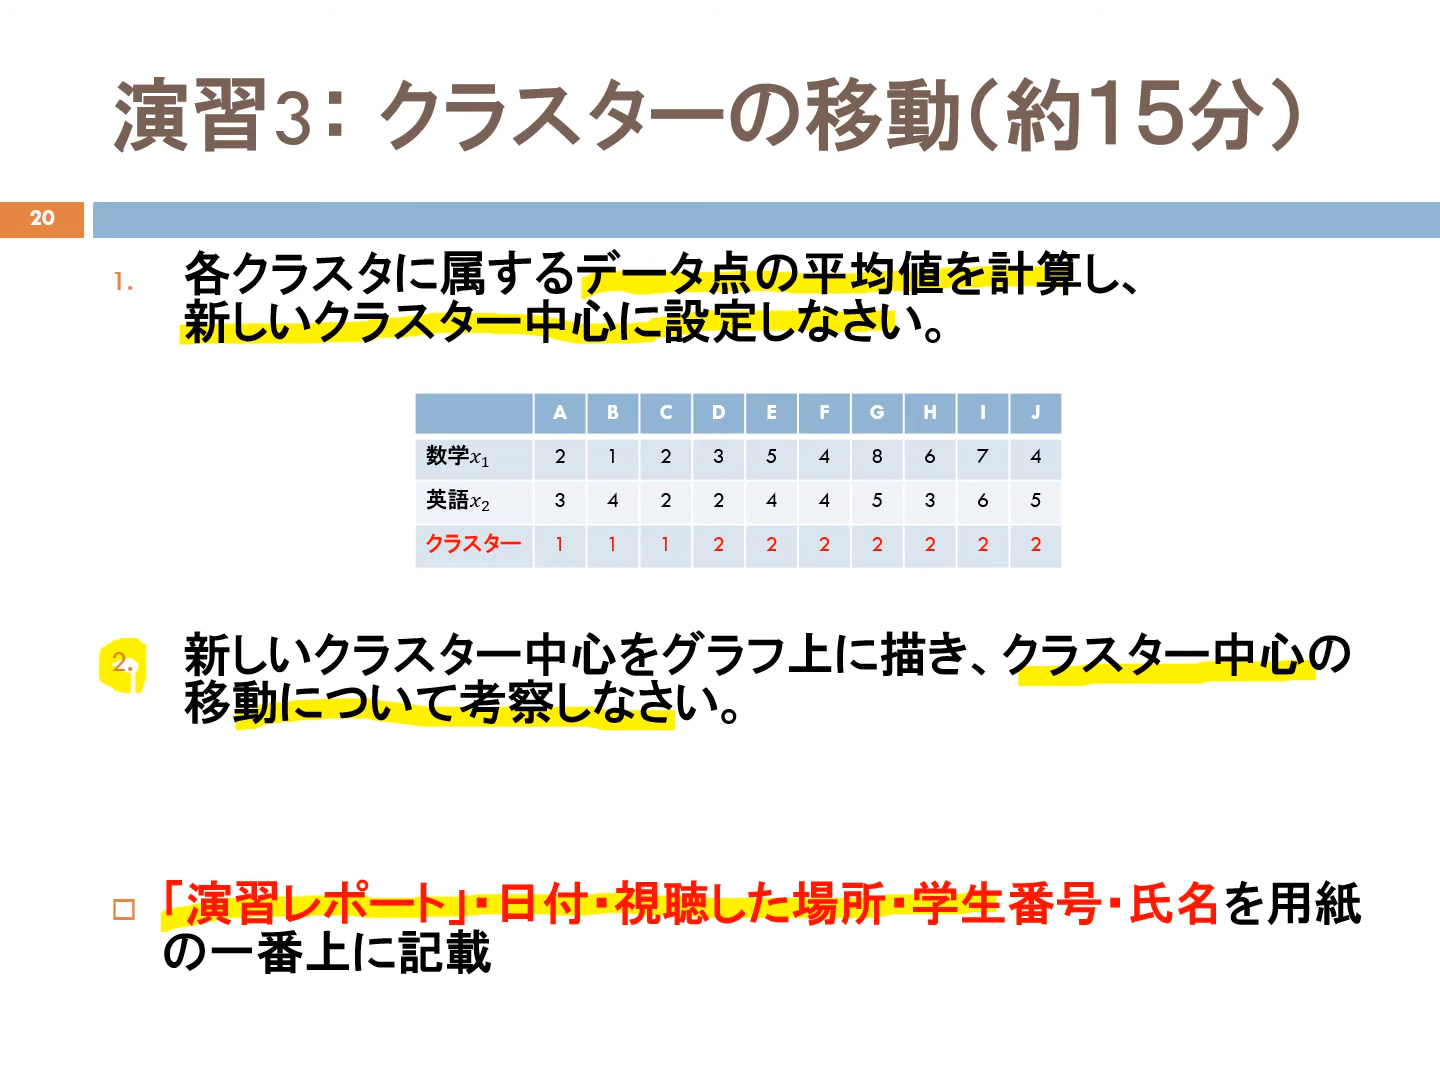 演習3：クラスターの移動（約15分）
20
1. 各クラスタに属するデータ点の平均値を計算し、
新しいクラスター中心に設定しなさい。
A B C D E F G H I J
数学x₁ 2 1 2 3 5 4 8 6 7 4
英語x₂ 3 4 2 2 4 4 5 3 6 5
クラスター 1 1 1 2 2 2 2 2 2 2
2. 新しいクラスター中心をグラフ上に描き、クラスター中心の
移動について考察しなさい。
「演習レポート」・日付・視聴した場所・学生番号・氏名を用紙
の一番上に記載